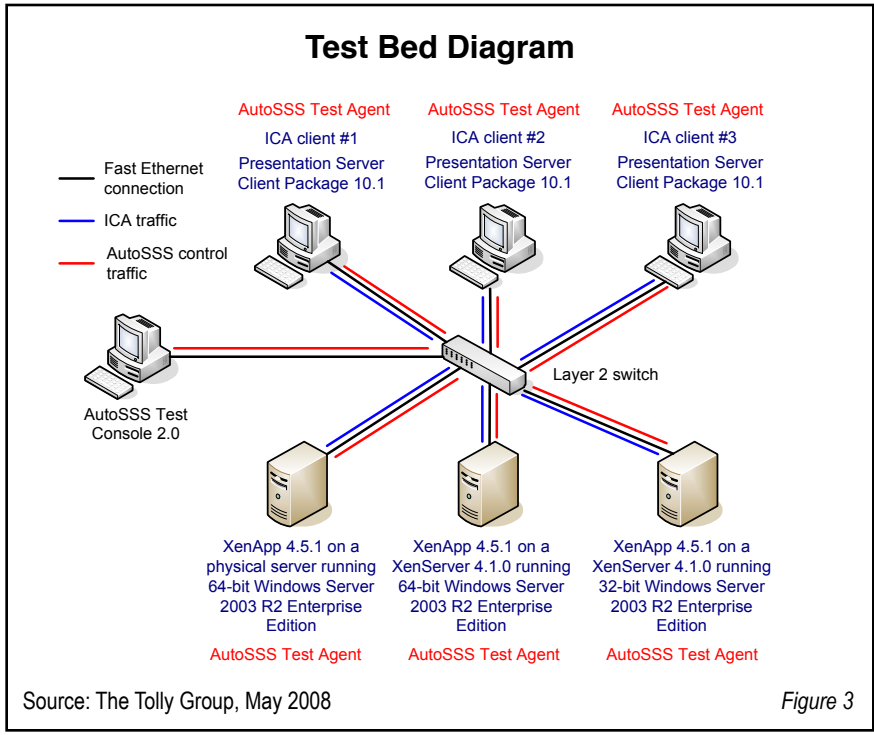 Test Bed Diagram
AutoSSS Test Agent
ICA client #1
Presentation Server
Client Package 10.1
AutoSSS Test Agent
ICA client #2
Presentation Server
Client Package 10.1
AutoSSS Test Agent
ICA client #3
Presentation Server
Client Package 10.1
Fast Ethernet
connection
ICA traffic
AutoSSS control
traffic
Layer 2 switch
AutoSSS Test
Console 2.0
XenApp 4.5.1 on a
physical server running
64-bit Windows Server
2003 R2 Enterprise
Edition
AutoSSS Test Agent
XenApp 4.5.1 on a
XenServer 4.1.0 running
64-bit Windows Server
2003 R2 Enterprise
Edition
AutoSSS Test Agent
XenApp 4.5.1 on a
XenServer 4.1.0 running
32-bit Windows Server
2003 R2 Enterprise
Edition
AutoSSS Test Agent
Source: The Tolly Group, May 2008
Figure 3